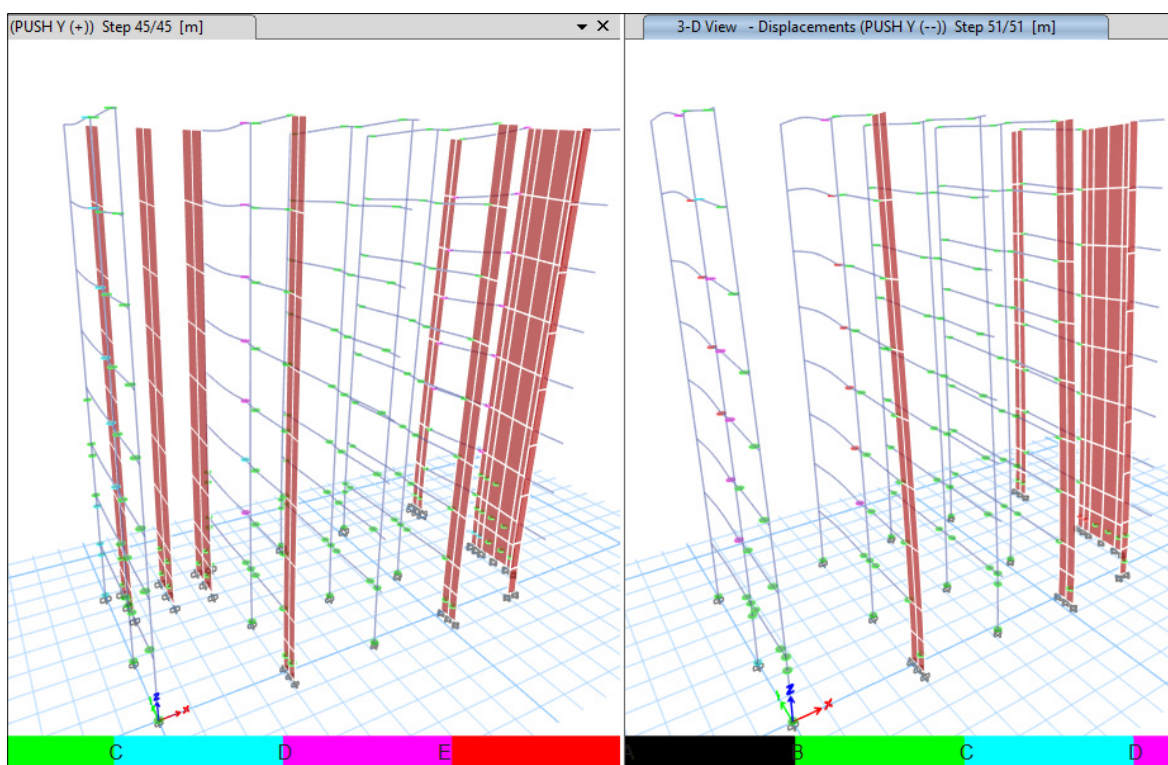 (PUSH Y (+)) Step 45/45 [m]
3-D View - Displacements (PUSH Y (--)) Step 51/51 [m]
Z
X
Z
X
C D E
A B C D